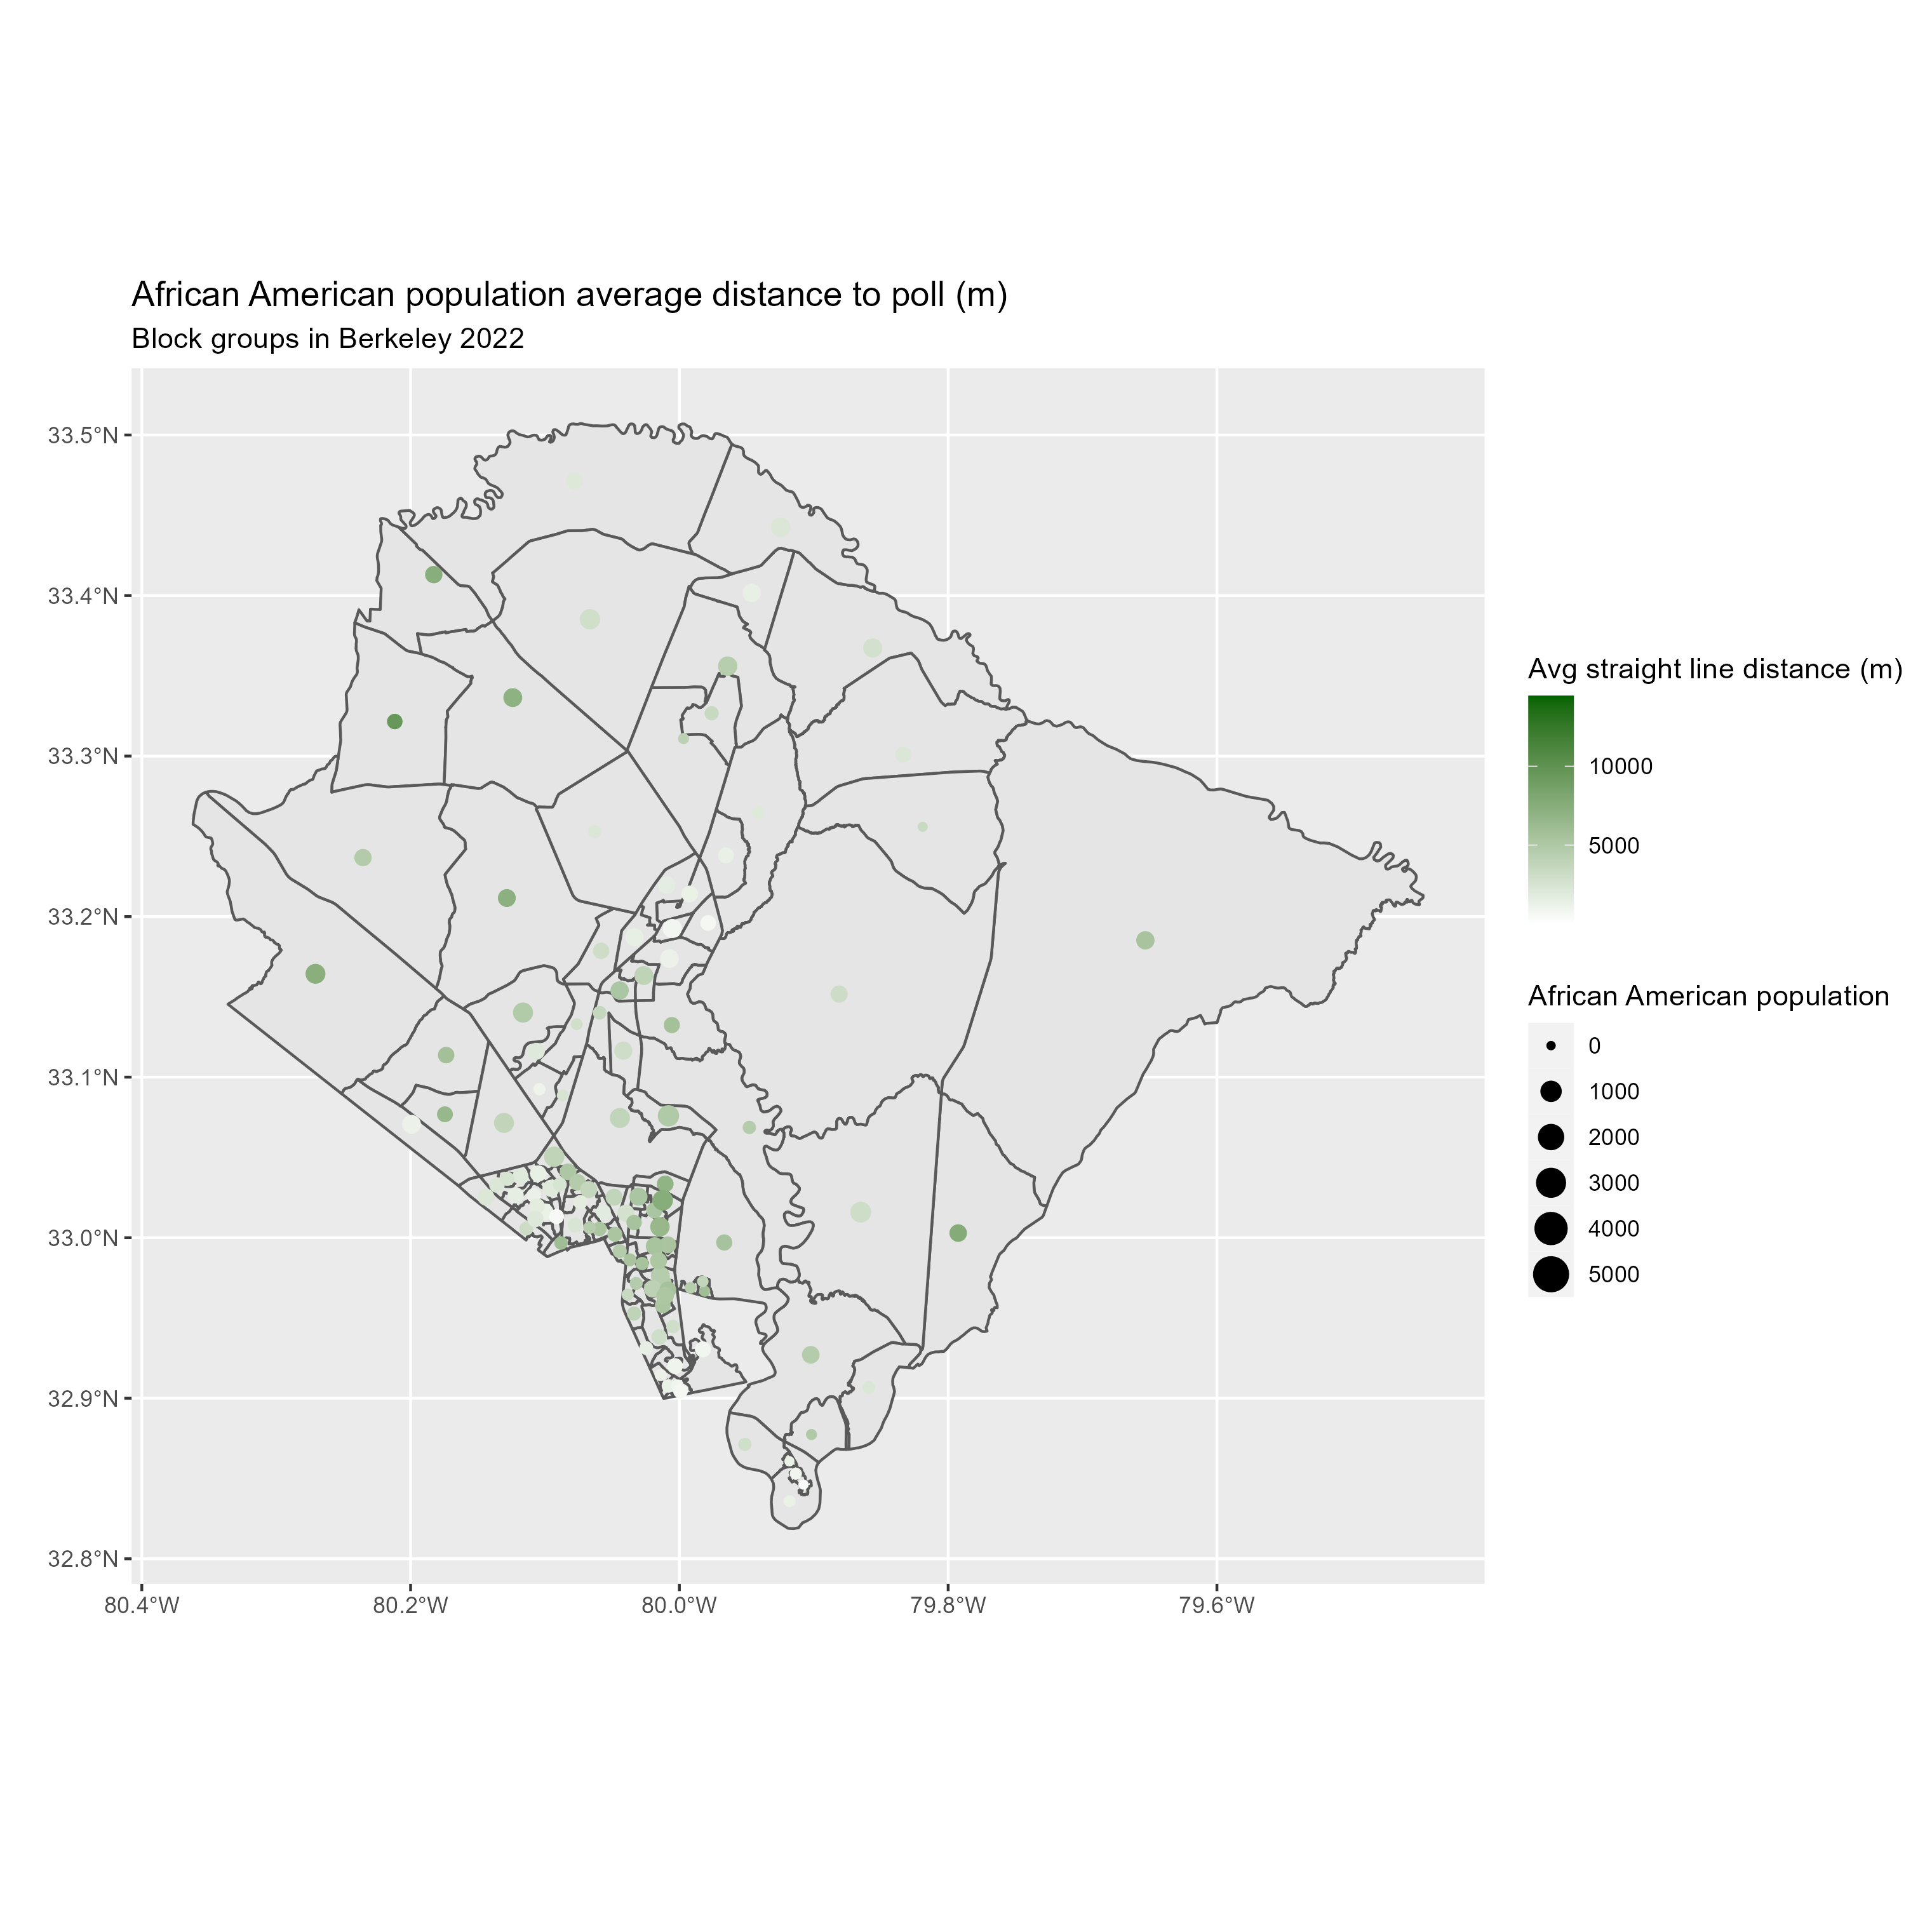 African American population average distance to poll (m)
Block groups in Berkeley 2022
33.5°N
33.4°N
33.3°N
33.2°N
33.1°N
33.0°N
32.9°N
32.8°N
80.4°W
80.2°W
80.0°W
79.8°W
79.6°W
Avg straight line distance (m)
10000
5000
African American population
0
1000
2000
3000
4000
5000